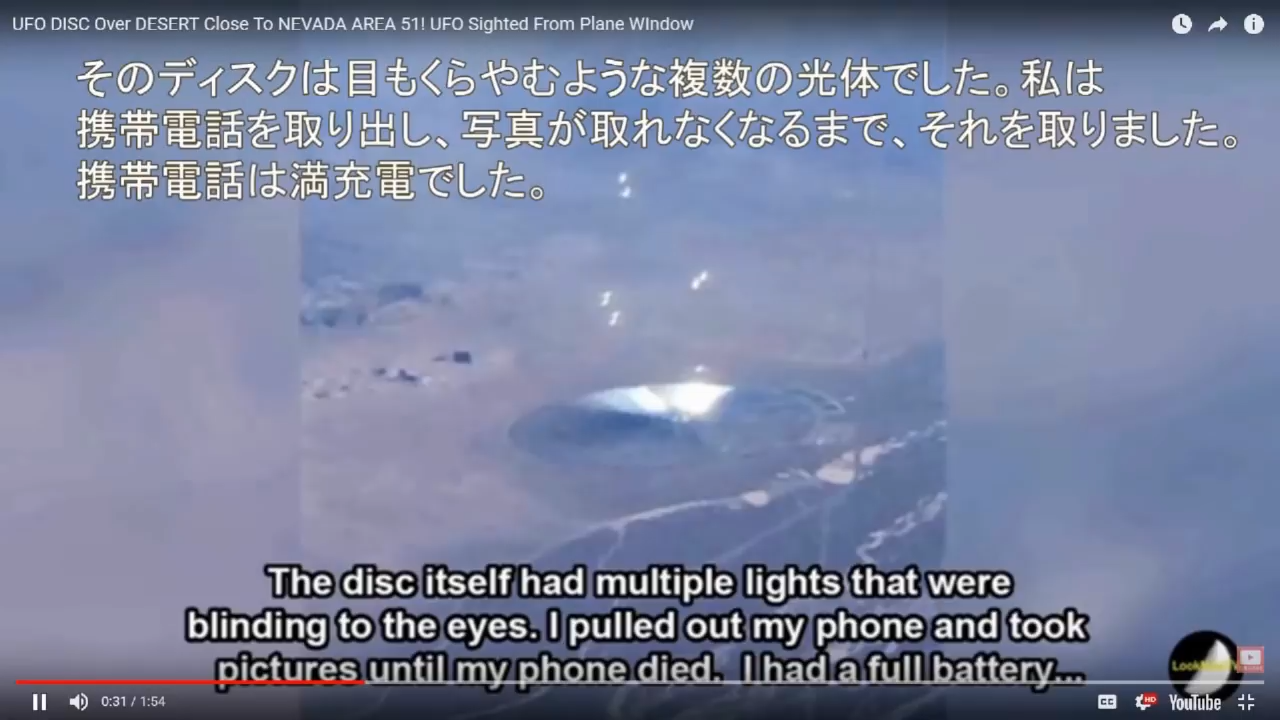 UFO DISC Over DESERT Close To NEVADA AREA 51! UFO Sighted From Plane WIndow
そのディスクは目もくらやむような複数の光体でした。私は
携帯電話を取り出し、写真が取れなくなるまで、それを取りました。
携帯電話は満充電でした。
The disc itself had multiple lights that were
blinding to the eyes. I pulled out my phone and took
pictures until my phone died. I had a full battery...
0:31 / 1:54
CC
HD
YouTube